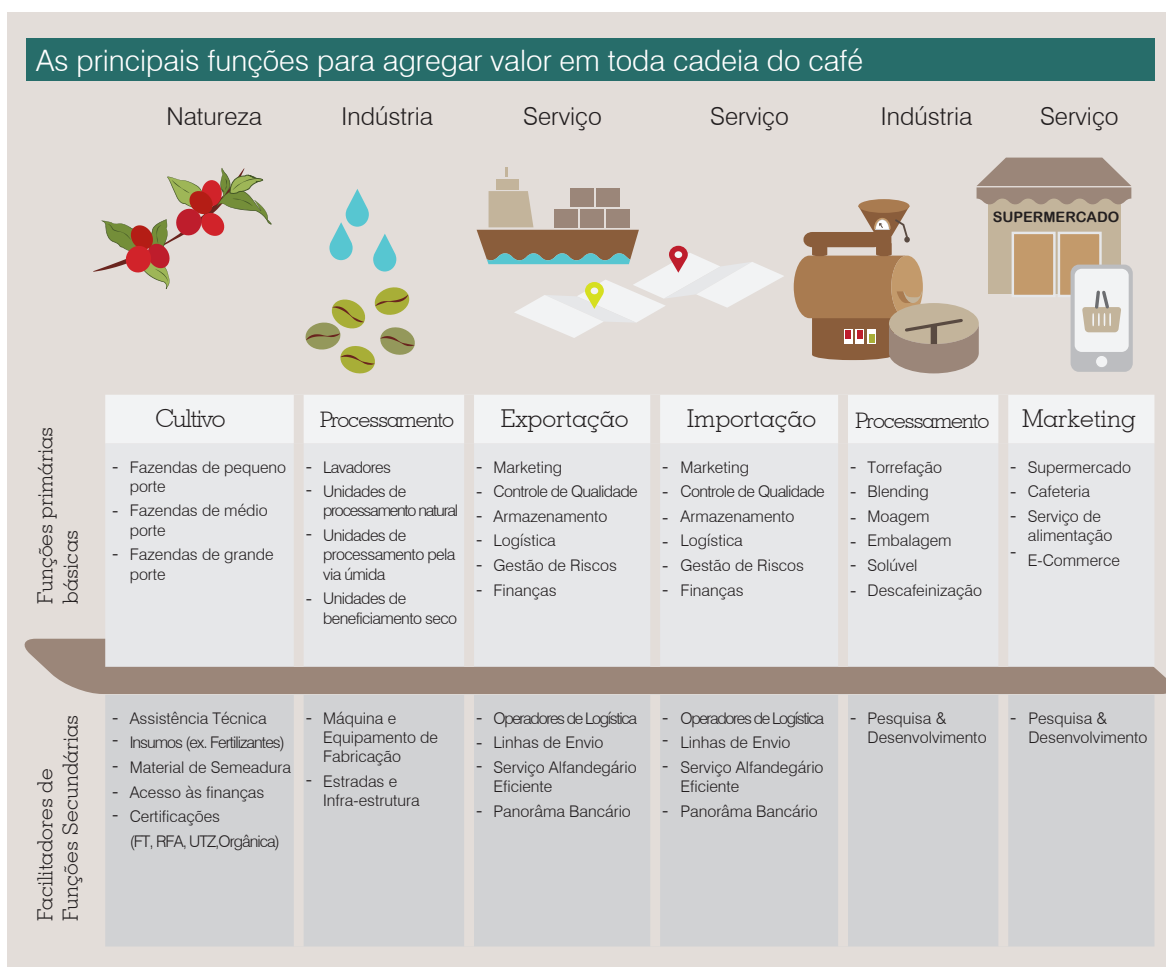 As principais funções para agregar valor em toda cadeia do café
Natureza
Indústria
Serviço
Serviço
Indústria
Serviço
SUPERMERCADO
Funções primárias
básicas
Cultivo
- Fazendas de pequeno
porte
- Fazendas de médio
porte
- Fazendas de grande
porte
Processamento
- Lavadores
- Unidades de
processamento natural
- Unidades de
processamento pela
via úmida
- Unidades de
beneficiamento seco
Exportação
- Marketing
- Controle de Qualidade
- Armazenamento
- Logística
- Gestão de Riscos
- Finanças
Importação
- Marketing
- Controle de Qualidade
- Armazenamento
- Logística
- Gestão de Riscos
- Finanças
Processamento
- Torrefação
- Blending
- Moagem
- Embalagem
- Solúvel
- Descafeinização
Marketing
- Supermercado
- Cafeteria
- Serviço de
alimentação
- E-Commerce
Facilitadores de
Funções Secundárias
- Assistência Técnica
- Insumos (ex. Fertilizantes)
- Material de Semeadura
- Acesso às finanças
- Certificações
(FT, RFA, UTZ,Orgânica)
- Máquina e
Equipamento de
Fabricação
- Estradas e
Infra-estrutura
- Operadores de Logística
- Linhas de Envio
- Serviço Alfandegário
Eficiente
- Panorâma Bancário
- Operadores de Logística
- Linhas de Envio
- Serviço Alfandegário
Eficiente
- Panorâma Bancário
- Pesquisa &
Desenvolvimento
- Pesquisa &
Desenvolvimento